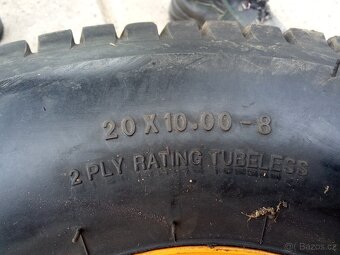 20X10.00-8
2 PLY RATING TUBELESS
bazos.cz